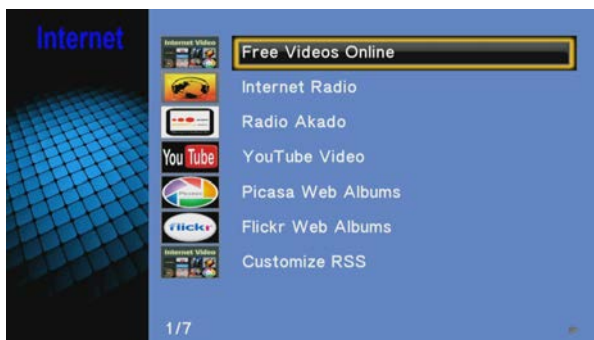 Internet
Internet Video
Free Videos Online
Internet Radio
Radio Akado
You Tube
YouTube Video
Picasa Web Albums
flickr
Flickr Web Albums
Internet Video
Customize RSS
1/7